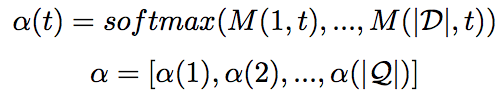 α(t) = softmax(M(1,t),...,M(|𝒟|,t))
α = [α(1),α(2),...,α(|𝒬|)]